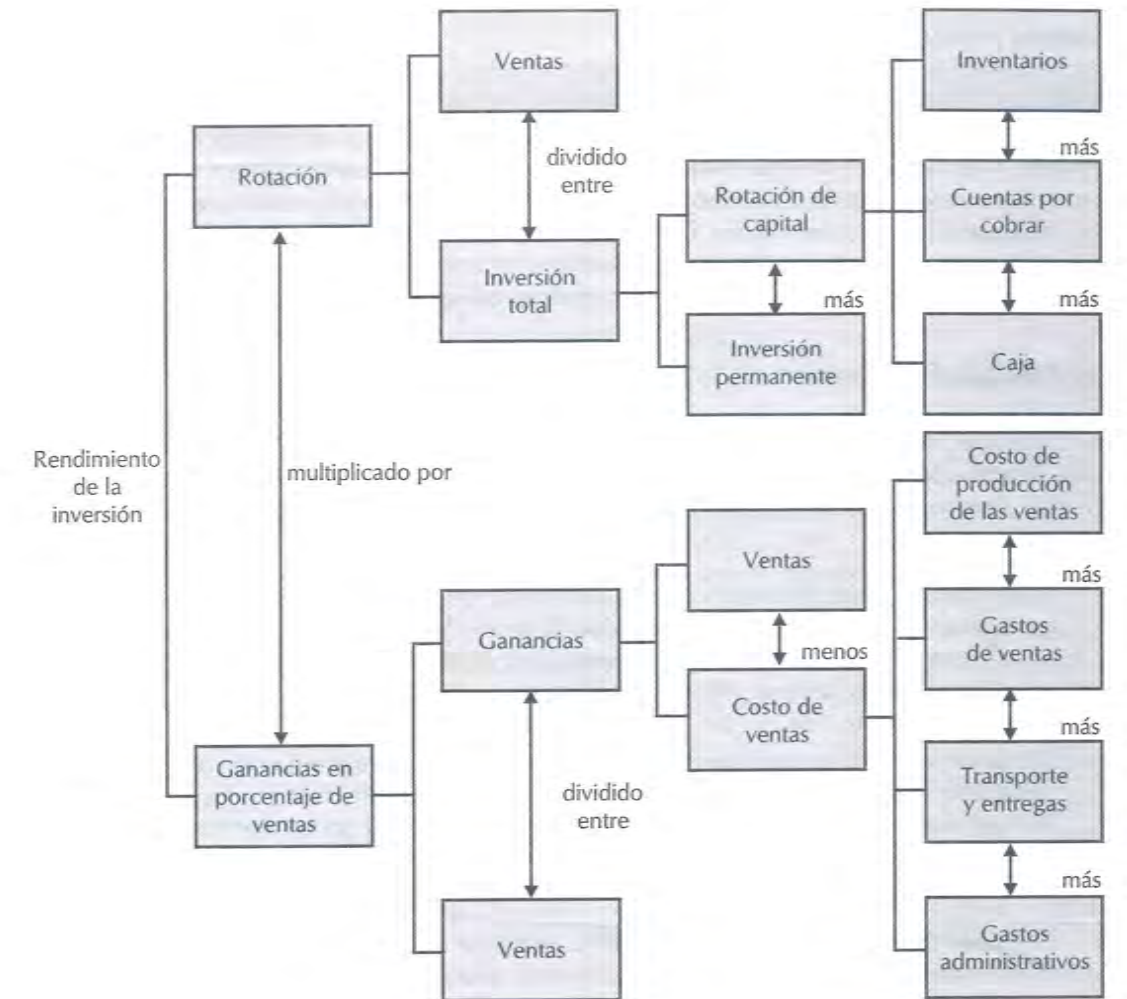 Ventas
Inventarios
dividido
entre
más
Rotación
Rotación de
capital
Cuentas por
cobrar
Inversión
total
más
más
Inversión
permanente
Caja
Rendimiento
de la
inversión
multiplicado por
Costo de
producción
de las ventas
Ventas
más
Ganancias
menos
Gastos
de ventas
Costo de
ventas
más
Ganancias en
porcentaje de
ventas
dividido
entre
Transporte
y entregas
más
Ventas
Gastos
administrativos